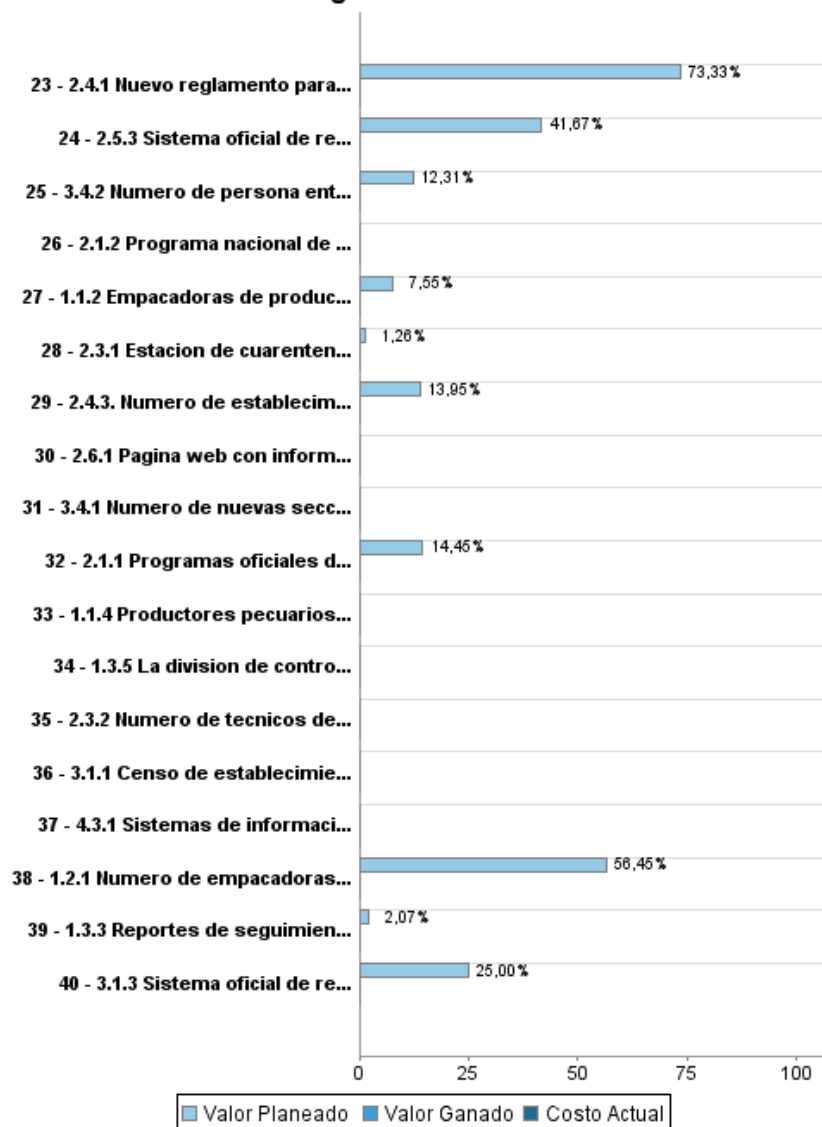 23 - 2.4.1 Nuevo reglamento para... 73,33%
24 - 2.5.3 Sistema oficial de re... 41,67%
25 - 3.4.2 Numero de persona ent... 12,31%
26 - 2.1.2 Programa nacional de ...
27 - 1.1.2 Empacadoras de produc... 7,55%
28 - 2.3.1 Estacion de cuarenten... 1,26%
29 - 2.4.3. Numero de establecim... 13,95%
30 - 2.6.1 Pagina web con inform...
31 - 3.4.1 Numero de nuevas secc...
32 - 2.1.1 Programas oficiales d... 14,45%
33 - 1.1.4 Productores pecuarios...
34 - 1.3.5 La division de contro...
35 - 2.3.2 Numero de tecnicos de...
36 - 3.1.1 Censo de establecimie...
37 - 4.3.1 Sistemas de informaci...
38 - 1.2.1 Numero de empacadoras... 56,45%
39 - 1.3.3 Reportes de seguimien... 2,07%
40 - 3.1.3 Sistema oficial de re... 25,00%
0 25 50 75 100
Valor Planeado Valor Ganado Costo Actual